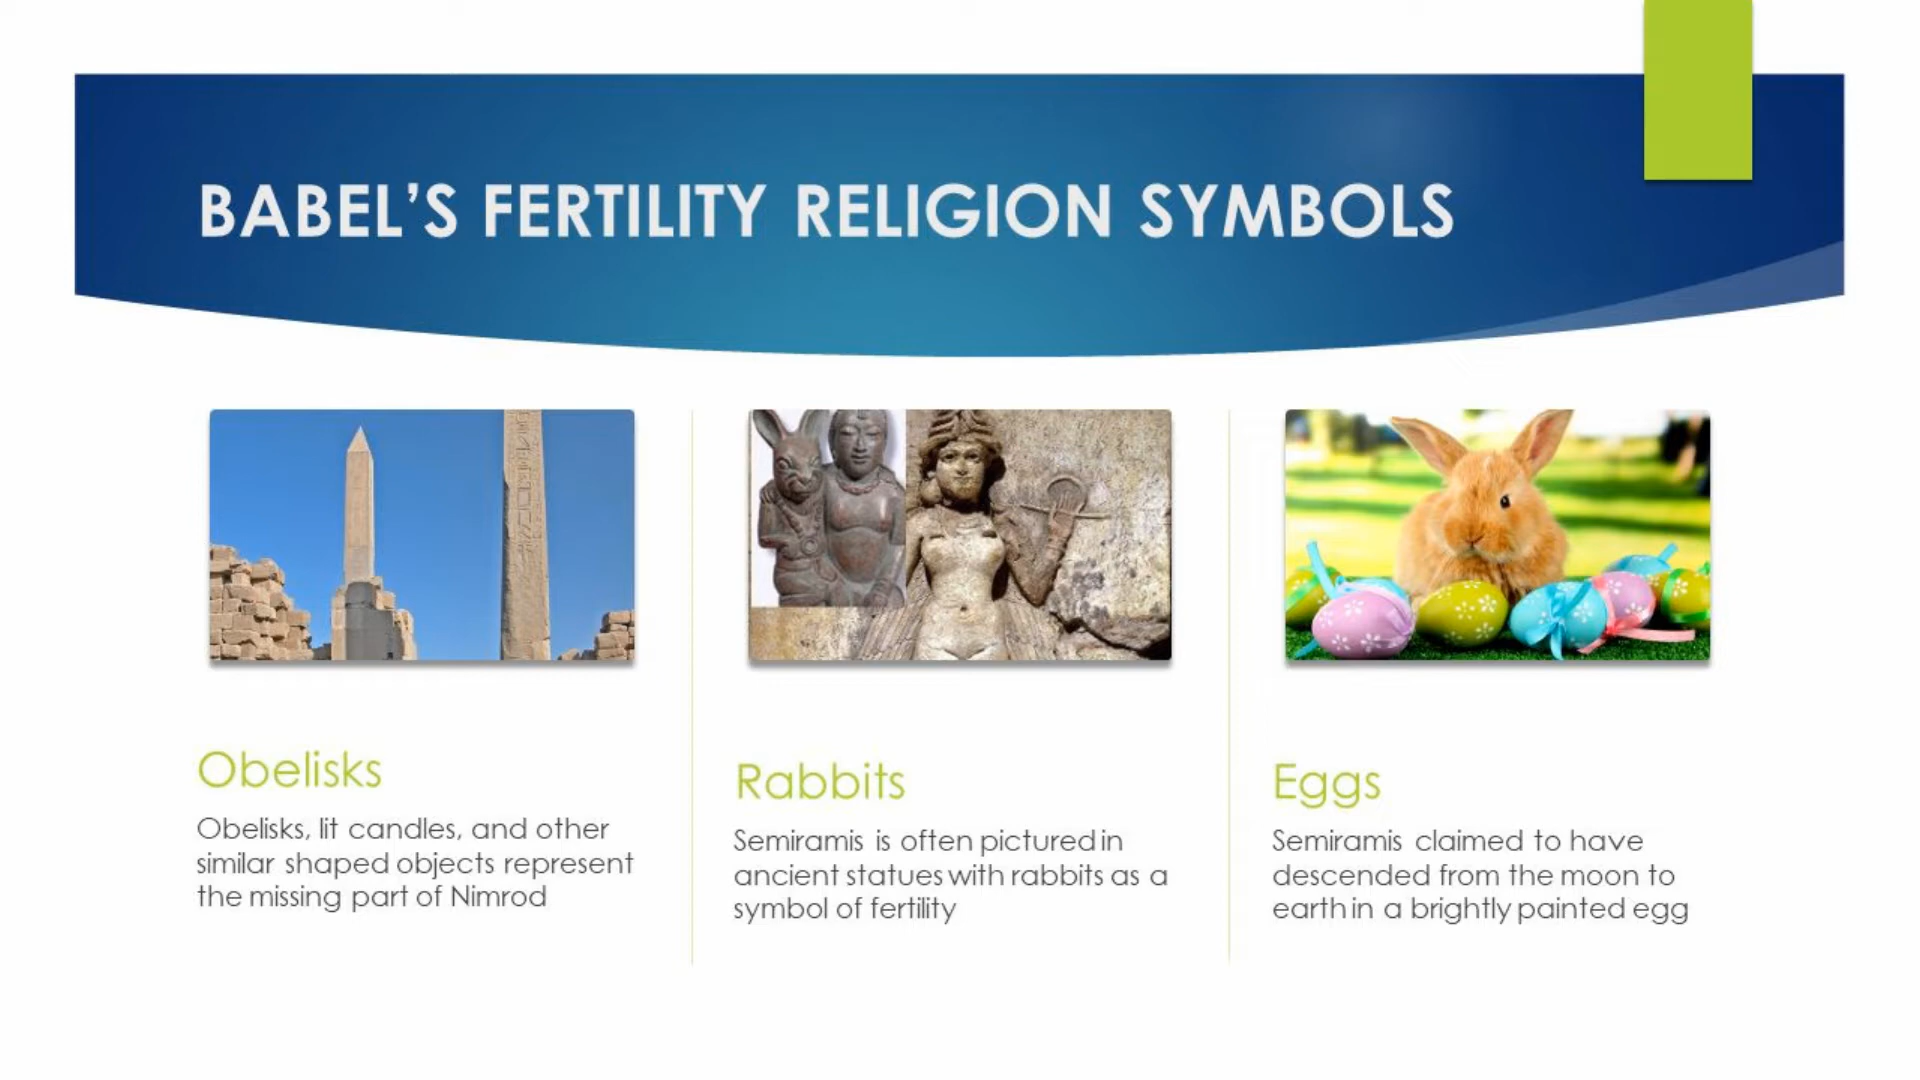 BABEL'S FERTILITY RELIGION SYMBOLS
Obelisks
Obelisks, lit candles, and other
similar shaped objects represent
the missing part of Nimrod
Rabbits
Semiramis is often pictured in
ancient statues with rabbits as a
symbol of fertility
Eggs
Semiramis claimed to have
descended from the moon to
earth in a brightly painted egg